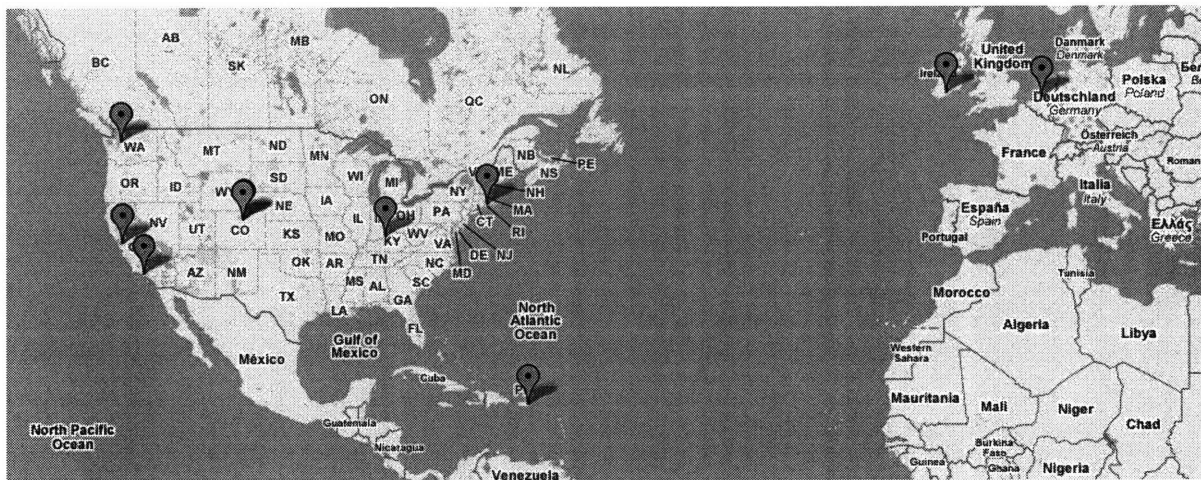 AB
MB
BC
SK
NL
ON
QC
United
Kingdom
Danmark
Denmark
Polska
Poland
Deutschland
Germany
Österreich
Austria
France
Italia
Italy
España
Spain
Portugal
Ελλάς
Greece
WA
MT
ND
MN
NB
PE
NS
ME
NH
OR
ID
SD
WI
MI
NY
MA
RI
CT
NV
UT
CO
NE
IA
IL
OH
PA
NJ
DE
MD
KS
MO
KY
WV
VA
AZ
NM
OK
AR
TN
NC
SC
TX
MS
AL
GA
LA
FL
Gulf of
Mexico
North
Atlantic
Ocean
México
Cuba
Guatemala
Nicaragua
Venezuela
North Pacific
Ocean
Morocco
Tunisia
Algeria
Libya
Western
Sahara
Mauritania
Mali
Niger
Chad
Burkina
Faso
Guinea
Ghana
Nigeria